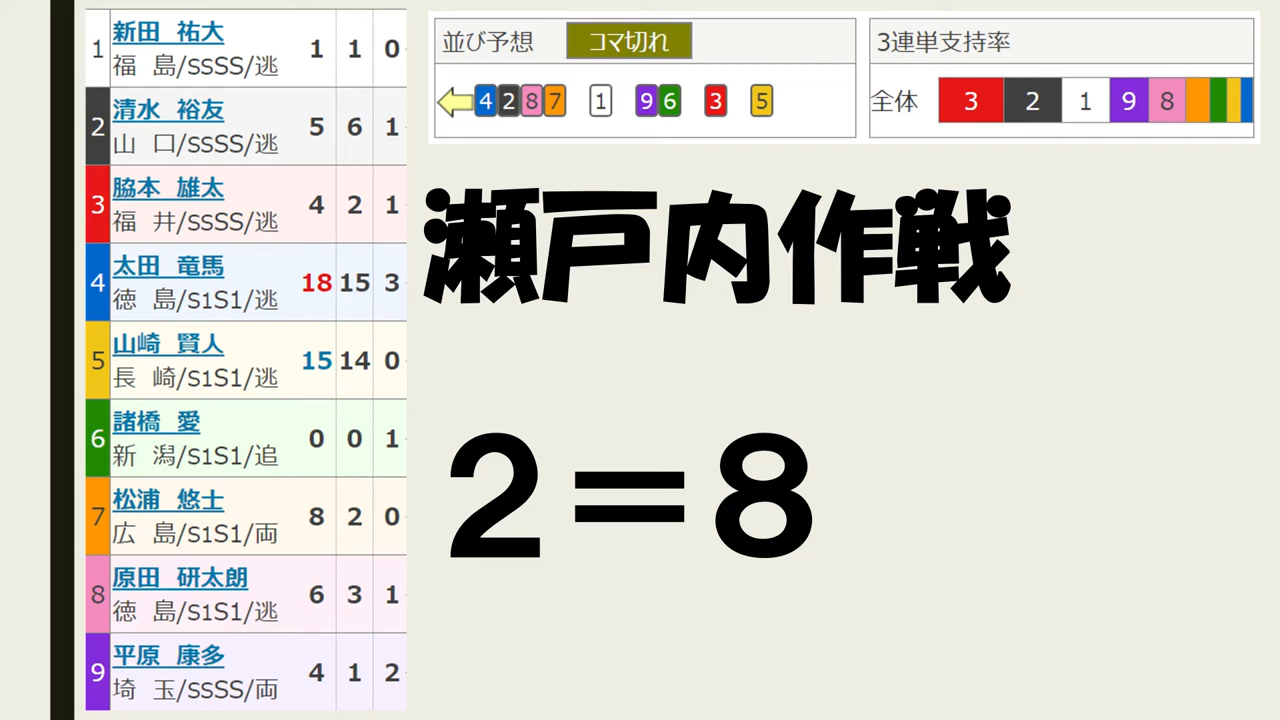 1 新田 祐大 1 1 0
福 島/SSSS/逃
2 清水 裕友 5 6 1
山 口/SSSS/逃
3 脇本 雄太 4 2 1
福 井/SSSS/逃
4 太田 竜馬 18 15 3
徳 島/S1S1/逃
5 山崎 賢人 15 14 0
長 崎/S1S1/逃
6 諸橋 愛 0 0 1
新 潟/S1S1/追
7 松浦 悠士 8 2 0
広 島/S1S1/両
8 原田 研太朗 6 3 1
徳 島/S1S1/逃
9 平原 康多 4 1 2
埼 玉/SSSS/両
並び予想 コマ切れ
4 2 8 7 1 9 6 3 5
3連単支持率
全体 3 2 1 9 8
瀬戸内作戦
2=8